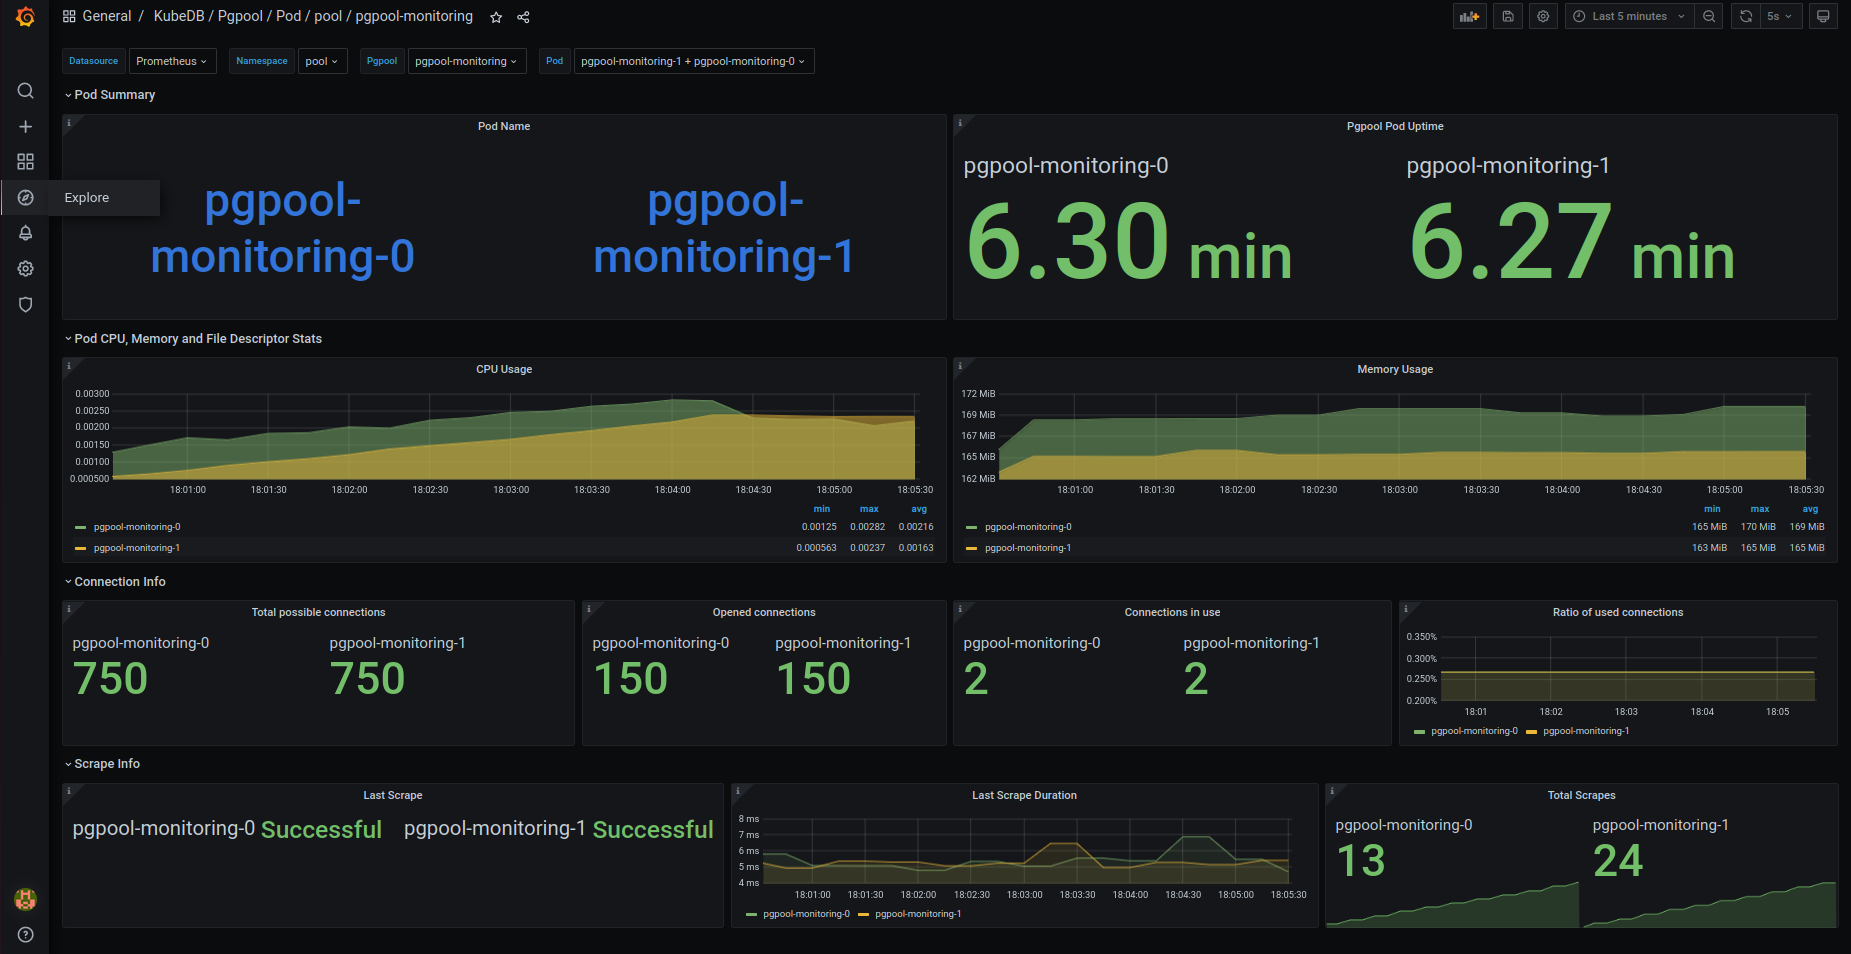 General / KubeDB / Pgpool / Pod / pool / pgpool-monitoring
Last 5 minutes
5s
Datasource Prometheus Namespace pool Pgpool pgpool-monitoring Pod pgpool-monitoring-1 + pgpool-monitoring-0
Pod Summary
Explore
Pod Name
pgpool-
monitoring-0
pgpool-
monitoring-1
Pgpool Pod Uptime
pgpool-monitoring-0
6.30 min
pgpool-monitoring-1
6.27 min
Pod CPU, Memory and File Descriptor Stats
CPU Usage
0.00300
0.00250
0.00200
0.00150
0.00100
0.000500
18:01:00 18:01:30 18:02:00 18:02:30 18:03:00 18:03:30 18:04:00 18:04:30 18:05:00 18:05:30
min max avg
pgpool-monitoring-0 0.00125 0.00282 0.00216
pgpool-monitoring-1 0.000563 0.00237 0.00163
Memory Usage
172 MiB
169 MiB
167 MiB
165 MiB
162 MiB
18:01:00 18:01:30 18:02:00 18:02:30 18:03:00 18:03:30 18:04:00 18:04:30 18:05:00 18:05:30
min max avg
pgpool-monitoring-0 165 MiB 170 MiB 169 MiB
pgpool-monitoring-1 163 MiB 165 MiB 165 MiB
Connection Info
Total possible connections
pgpool-monitoring-0 pgpool-monitoring-1
750 750
Opened connections
pgpool-monitoring-0 pgpool-monitoring-1
150 150
Connections in use
pgpool-monitoring-0 pgpool-monitoring-1
2 2
Ratio of used connections
0.350%
0.300%
0.250%
0.200%
18:01 18:02 18:03 18:04 18:05
pgpool-monitoring-0 pgpool-monitoring-1
Scrape Info
Last Scrape
pgpool-monitoring-0 Successful pgpool-monitoring-1 Successful
Last Scrape Duration
8 ms
7 ms
6 ms
5 ms
4 ms
18:01:00 18:01:30 18:02:00 18:02:30 18:03:00 18:03:30 18:04:00 18:04:30 18:05:00 18:05:30
pgpool-monitoring-0 pgpool-monitoring-1
Total Scrapes
pgpool-monitoring-0 pgpool-monitoring-1
13 24